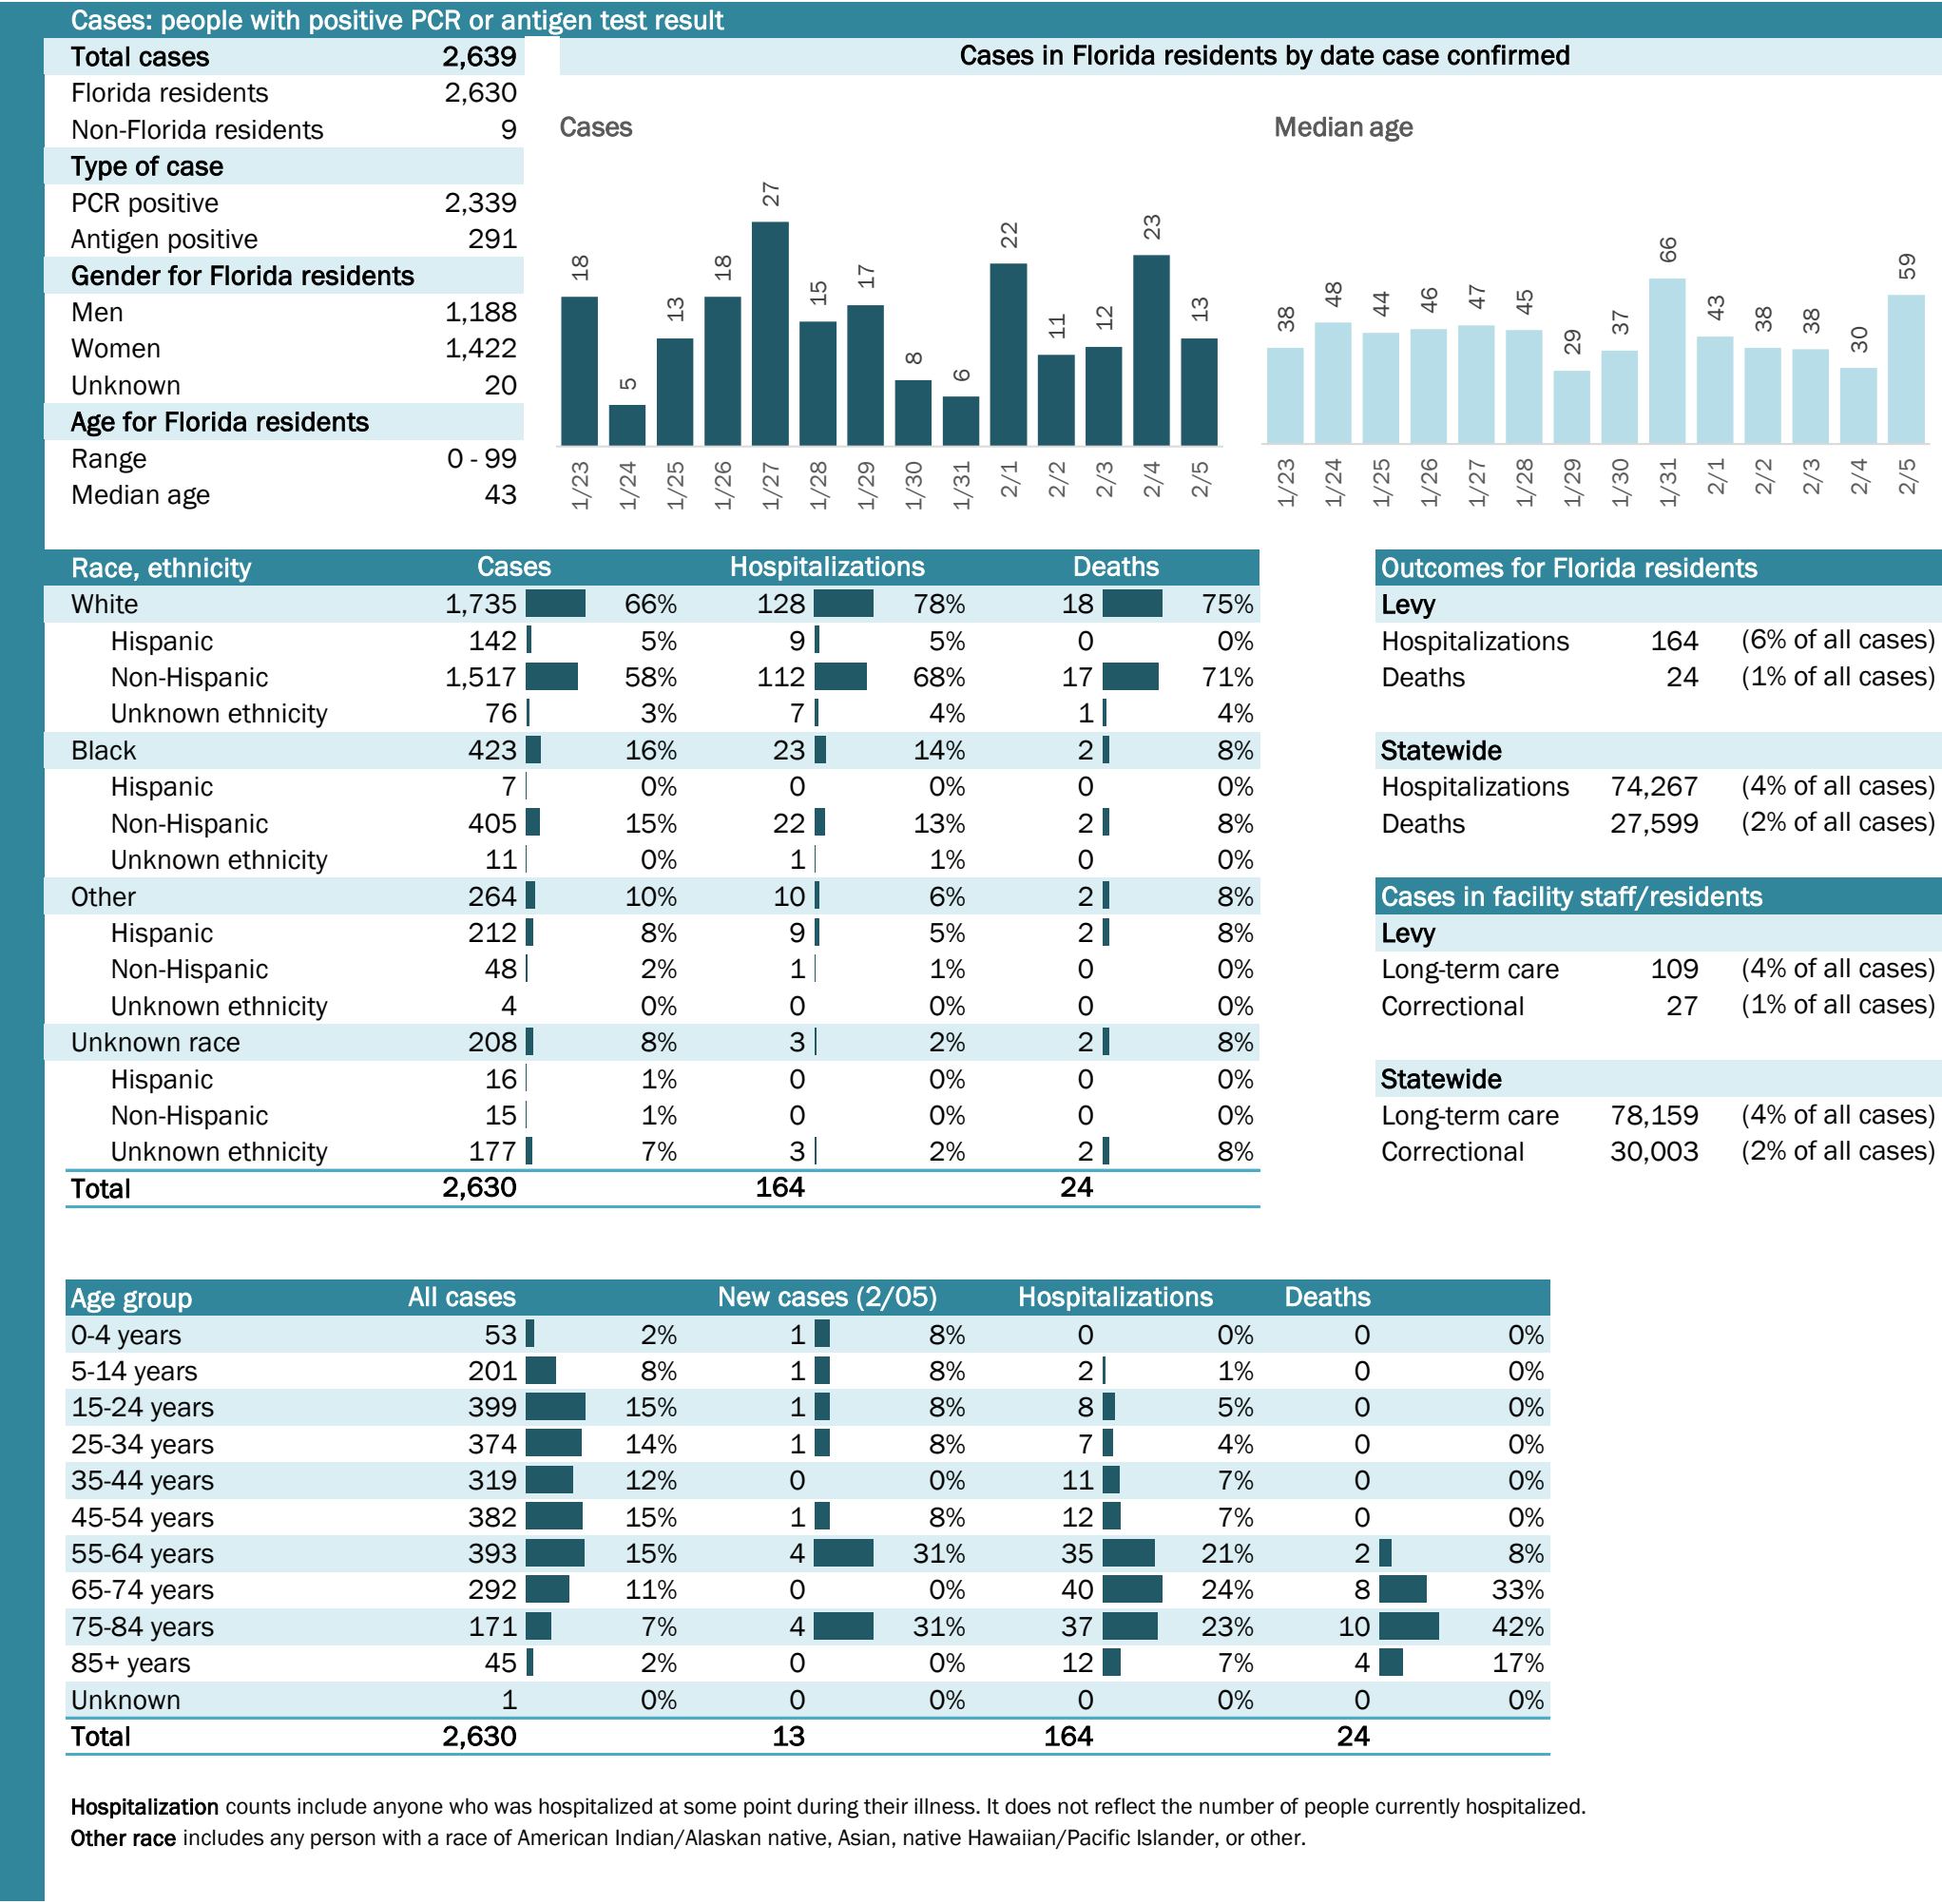 Cases: people with positive PCR or antigen test result
Total cases 2,639
Florida residents 2,630
Non-Florida residents 9
Type of case
PCR positive 2,339
Antigen positive 291
Gender for Florida residents
Men 1,188
Women 1,422
Unknown 20
Age for Florida residents
Range 0 - 99
Median age 43
Cases in Florida residents by date case confirmed
Cases
18 5 13 18 27 15 17 8 6 22 11 12 23 13
1/23 1/24 1/25 1/26 1/27 1/28 1/29 1/30 1/31 2/1 2/2 2/3 2/4 2/5
Median age
38 48 44 46 47 45 29 37 66 43 38 38 30 59
1/23 1/24 1/25 1/26 1/27 1/28 1/29 1/30 1/31 2/1 2/2 2/3 2/4 2/5
Race, ethnicity Cases Hospitalizations Deaths
White 1,735 66% 128 78% 18 75%
Hispanic 142 5% 9 5% 0 0%
Non-Hispanic 1,517 58% 112 68% 17 71%
Unknown ethnicity 76 3% 7 4% 1 4%
Black 423 16% 23 14% 2 8%
Hispanic 7 0% 0 0% 0 0%
Non-Hispanic 405 15% 22 13% 2 8%
Unknown ethnicity 11 0% 1 1% 0 0%
Other 264 10% 10 6% 2 8%
Hispanic 212 8% 9 5% 2 8%
Non-Hispanic 48 2% 1 1% 0 0%
Unknown ethnicity 4 0% 0 0% 0 0%
Unknown race 208 8% 3 2% 2 8%
Hispanic 16 1% 0 0% 0 0%
Non-Hispanic 15 1% 0 0% 0 0%
Unknown ethnicity 177 7% 3 2% 2 8%
Total 2,630 164 24
Outcomes for Florida residents
Levy
Hospitalizations 164 (6% of all cases)
Deaths 24 (1% of all cases)
Statewide
Hospitalizations 74,267 (4% of all cases)
Deaths 27,599 (2% of all cases)
Cases in facility staff/residents
Levy
Long-term care 109 (4% of all cases)
Correctional 27 (1% of all cases)
Statewide
Long-term care 78,159 (4% of all cases)
Correctional 30,003 (2% of all cases)
Age group All cases New cases (2/05) Hospitalizations Deaths
0-4 years 53 2% 1 8% 0 0% 0 0%
5-14 years 201 8% 1 8% 2 1% 0 0%
15-24 years 399 15% 1 8% 8 5% 0 0%
25-34 years 374 14% 1 8% 7 4% 0 0%
35-44 years 319 12% 0 0% 11 7% 0 0%
45-54 years 382 15% 1 8% 12 7% 0 0%
55-64 years 393 15% 4 31% 35 21% 2 8%
65-74 years 292 11% 0 0% 40 24% 8 33%
75-84 years 171 7% 4 31% 37 23% 10 42%
85+ years 45 2% 0 0% 12 7% 4 17%
Unknown 1 0% 0 0% 0 0% 0 0%
Total 2,630 13 164 24
Hospitalization counts include anyone who was hospitalized at some point during their illness. It does not reflect the number of people currently hospitalized.
Other race includes any person with a race of American Indian/Alaskan native, Asian, native Hawaiian/Pacific Islander, or other.